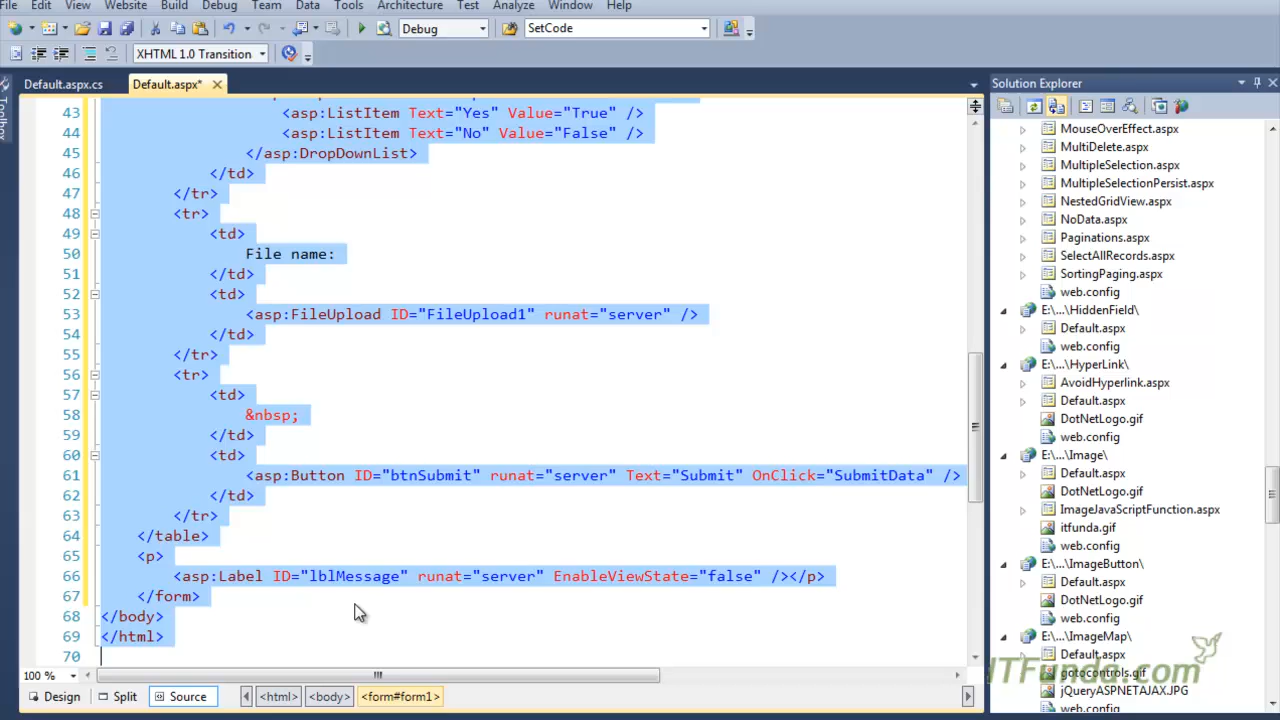 File Edit View Website Build Debug Team Data Tools Architecture Test Analyze Window Help
Debug SetCode
XHTML 1.0 Transition
Default.aspx.cs Default.aspx*
43 <asp:ListItem Text="Yes" Value="True" />
44 <asp:ListItem Text="No" Value="False" />
45 </asp:DropDownList>
46 </td>
47 </tr>
48 <tr>
49 <td>
50 File name:
51 </td>
52 <td>
53 <asp:FileUpload ID="FileUpload1" runat="server" />
54 </td>
55 </tr>
56 <tr>
57 <td>
58 &nbsp;
59 </td>
60 <td>
61 <asp:Button ID="btnSubmit" runat="server" Text="Submit" OnClick="SubmitData" />
62 </td>
63 </tr>
64 </table>
65 <p>
66 <asp:Label ID="lblMessage" runat="server" EnableViewState="false" /></p>
67 </form>
68 </body>
69 </html>
70
100 %
Design Split Source <html> <body> <form#form1>
Toolbox
Solution Explorer
MouseOverEffect.aspx
MultiDelete.aspx
MultipleSelection.aspx
MultipleSelectionPersist.aspx
NestedGridView.aspx
NoData.aspx
Paginations.aspx
SelectAllRecords.aspx
SortingPaging.aspx
web.config
E:\...\HiddenField\
Default.aspx
web.config
E:\...\HyperLink\
AvoidHyperlink.aspx
Default.aspx
DotNetLogo.gif
web.config
E:\...\Image\
Default.aspx
DotNetLogo.gif
ImageJavaScriptFunction.aspx
itfunda.gif
web.config
E:\...\ImageButton\
Default.aspx
DotNetLogo.gif
web.config
E:\...\ImageMap\
Default.aspx
gotocontrols.gif
jQueryASPNETAJAX.JPG
web.config
ITFunda.com